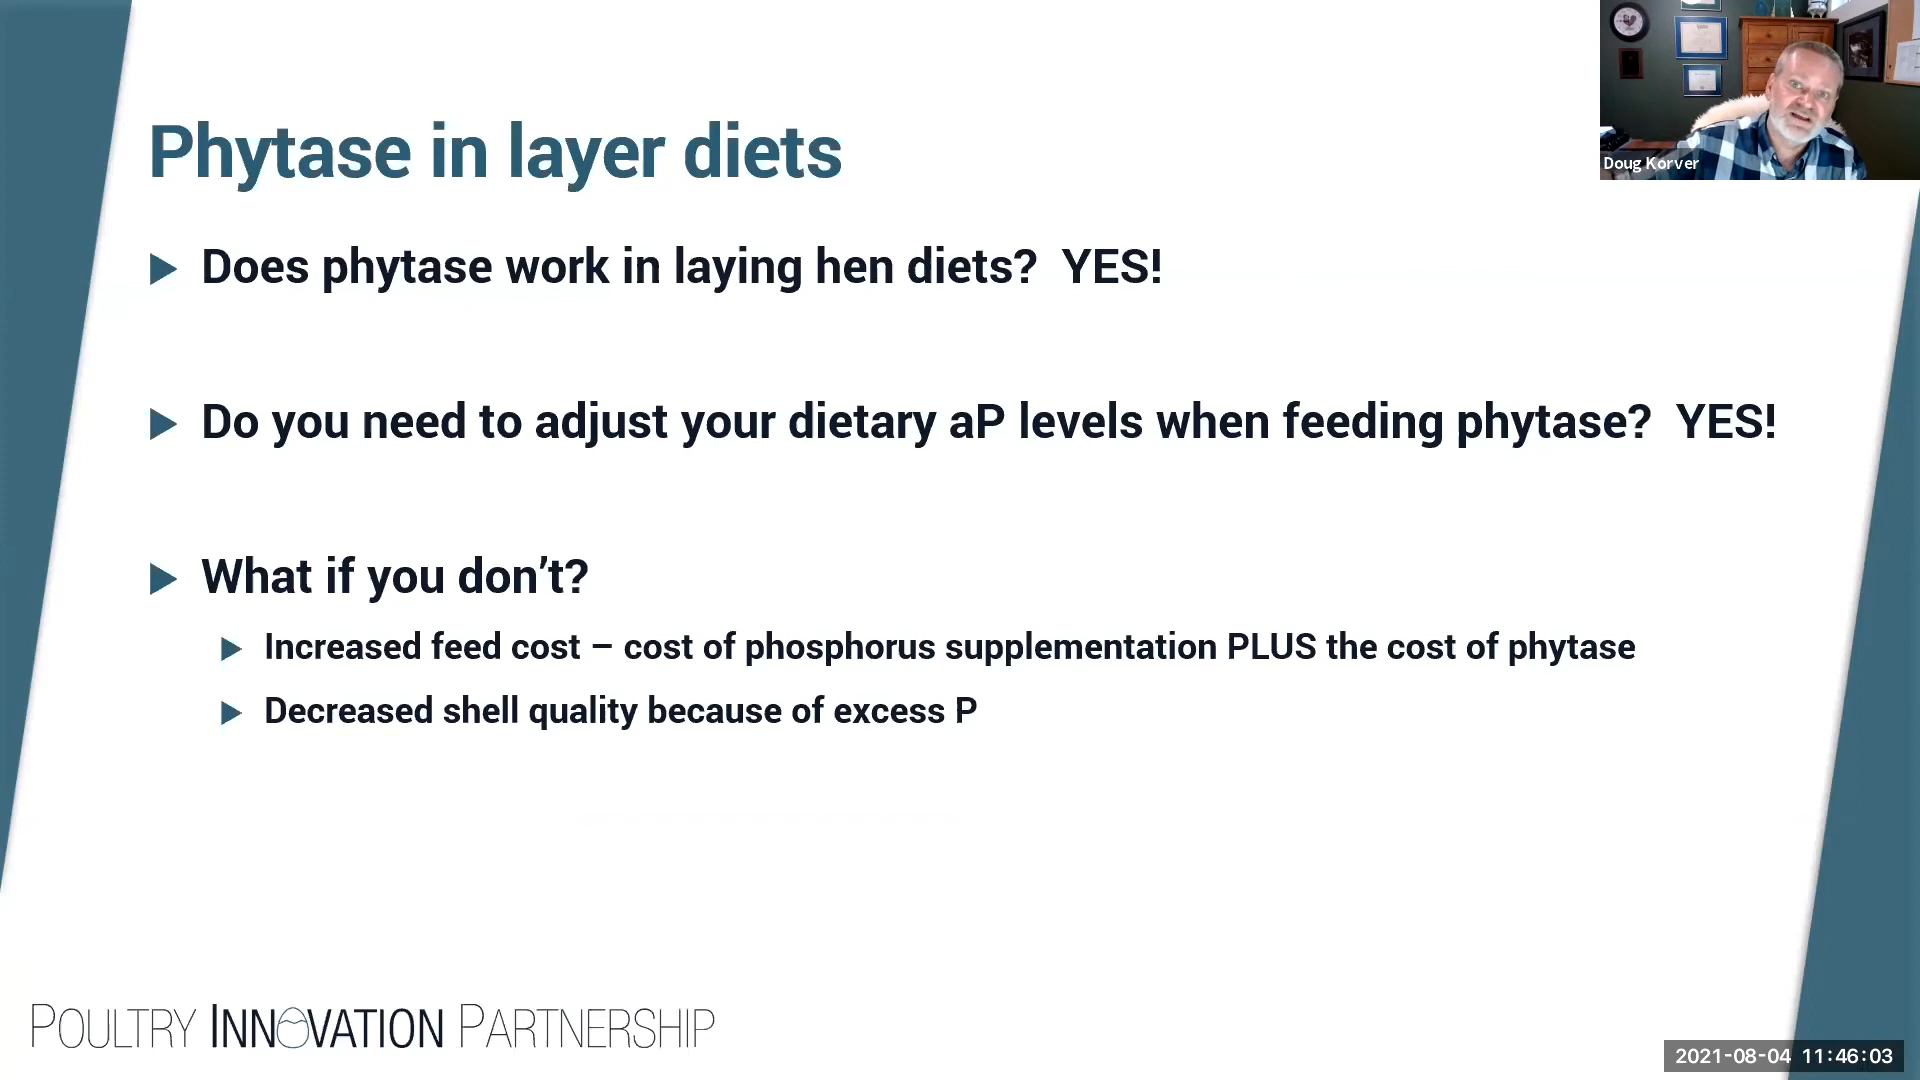 Phytase in layer diets
Does phytase work in laying hen diets?  YES!
Do you need to adjust your dietary aP levels when feeding phytase?  YES!
What if you don’t?
Increased feed cost – cost of phosphorus supplementation PLUS the cost of phytase
Decreased shell quality because of excess P
Doug Korver
POULTRY INNOVATION PARTNERSHIP
2021-08-04 11:46:03